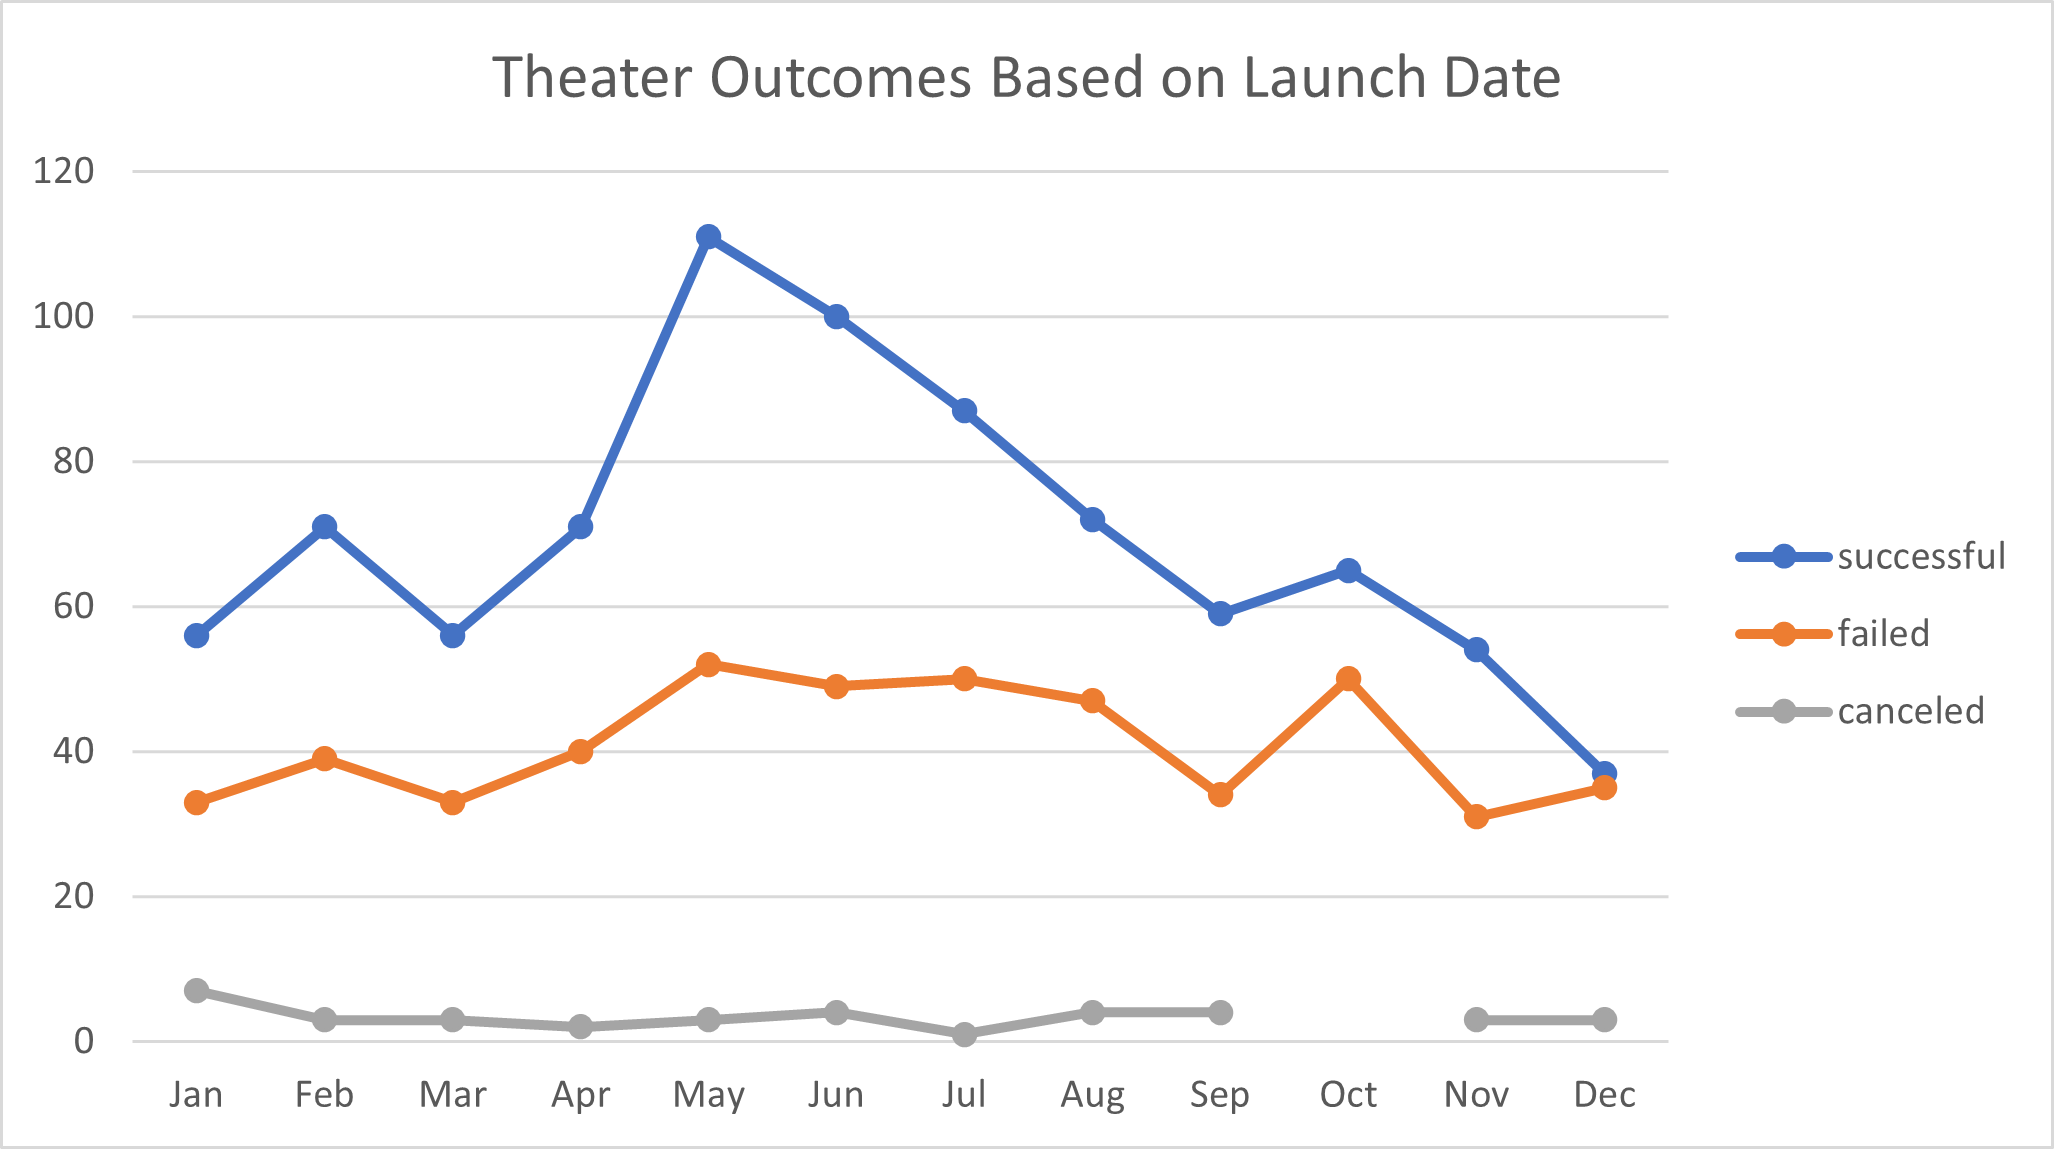 Theater Outcomes Based on Launch Date
120
100
80
60
40
20
0
Jan Feb Mar Apr May Jun Jul Aug Sep Oct Nov Dec
successful
failed
canceled